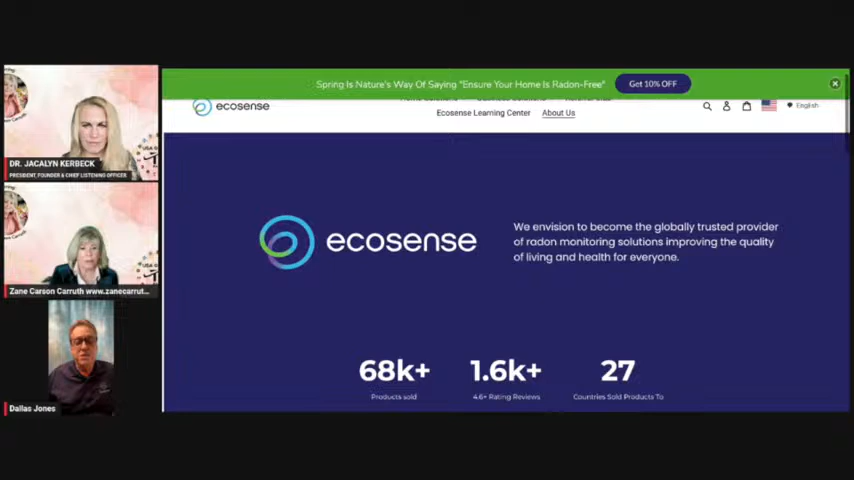 Spring Is Nature's Way Of Saying "Ensure Your Home Is Radon-Free"
Get 10% OFF
ecosense
Ecosense Learning Center
About Us
English
DR. JACALYN KERBECK
PRESIDENT, FOUNDER & CHIEF LISTENING OFFICER
Zane Carson Carruth www.zanecarrut...
Dallas Jones
ecosense
We envision to become the globally trusted provider
of radon monitoring solutions improving the quality
of living and health for everyone.
68k+
Products sold
1.6k+
4.6+ Rating Reviews
27
Countries Sold Products To